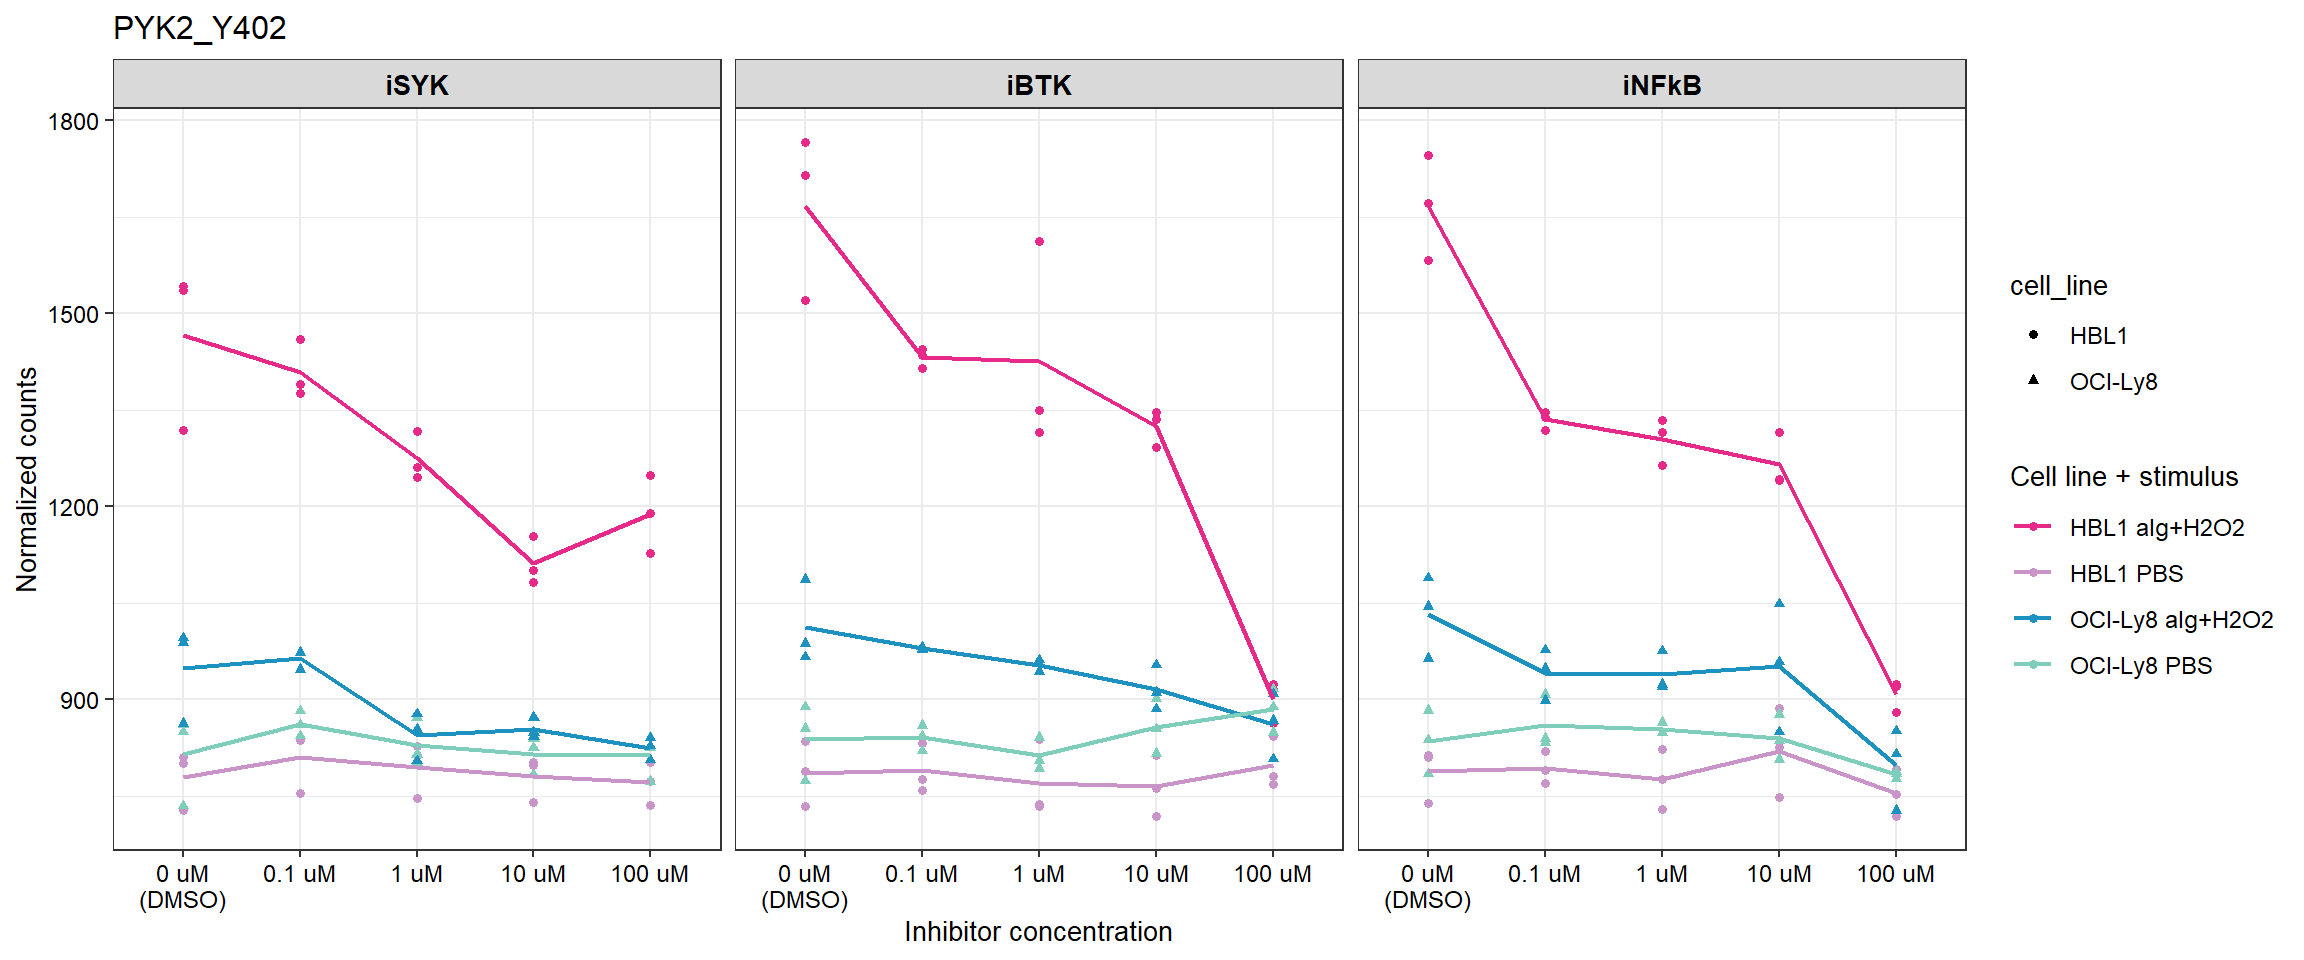 PYK2_Y402
iSYK
iBTK
iNFkB
1800
1500
1200
900
Normalized counts
0 uM
(DMSO)
0.1 uM
1 uM
10 uM
100 uM
0 uM
(DMSO)
0.1 uM
1 uM
10 uM
100 uM
0 uM
(DMSO)
0.1 uM
1 uM
10 uM
100 uM
Inhibitor concentration
cell_line
HBL1
OCI-Ly8
Cell line + stimulus
HBL1 aIg+H2O2
HBL1 PBS
OCI-Ly8 aIg+H2O2
OCI-Ly8 PBS